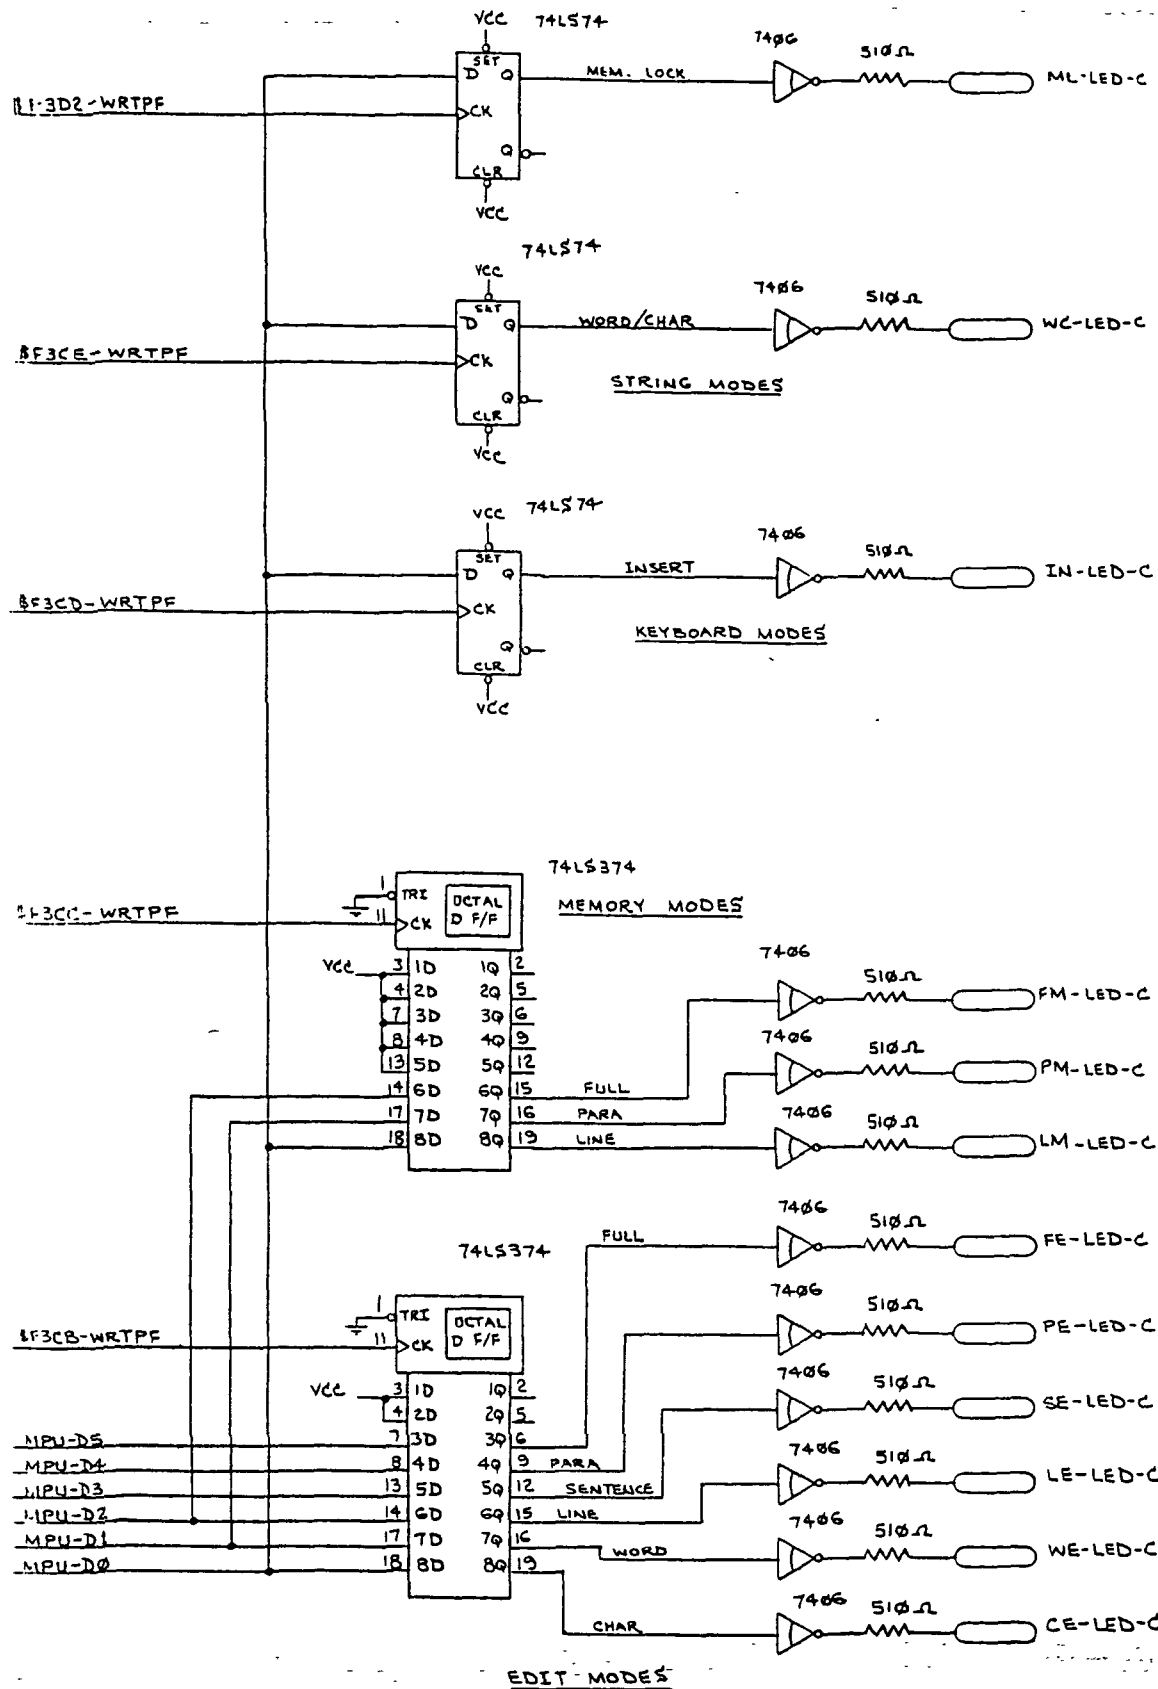 VCC 74LS74
SET
D Q MEM. LOCK 7406 510Ω ML-LED-C
$F3D2-WRTPF CK
Q
CLR
VCC
74LS74
VCC
SET
D Q WORD/CHAR 7406 510Ω WC-LED-C
$F3CE-WRTPF CK
STRING MODES
Q
CLR
VCC
74LS74
VCC
SET
D Q INSERT 7406 510Ω IN-LED-C
$F3CD-WRTPF CK
KEYBOARD MODES
Q
CLR
VCC
74LS374
1 TRI OCTAL D F/F
MEMORY MODES
$F3CC-WRTPF 11 CK
VCC 3 1D 1Q 2
4 2D 2Q 5
7 3D 3Q 6
8 4D 4Q 9
13 5D 5Q 12
14 6D 6Q 15 FULL 7406 510Ω FM-LED-C
17 7D 7Q 16 PARA 7406 510Ω PM-LED-C
18 8D 8Q 19 LINE 7406 510Ω LM-LED-C
74LS374
1 TRI OCTAL D F/F
$F3CB-WRTPF 11 CK
VCC 3 1D 1Q 2
4 2D 2Q 5
MPU-D5 7 3D 3Q 6 FULL 7406 510Ω FE-LED-C
MPU-D4 8 4D 4Q 9 PARA 7406 510Ω PE-LED-C
MPU-D3 13 5D 5Q 12 SENTENCE 7406 510Ω SE-LED-C
MPU-D2 14 6D 6Q 15 LINE 7406 510Ω LE-LED-C
MPU-D1 17 7D 7Q 16 WORD 7406 510Ω WE-LED-C
MPU-D0 18 8D 8Q 19 CHAR 7406 510Ω CE-LED-C
EDIT MODES